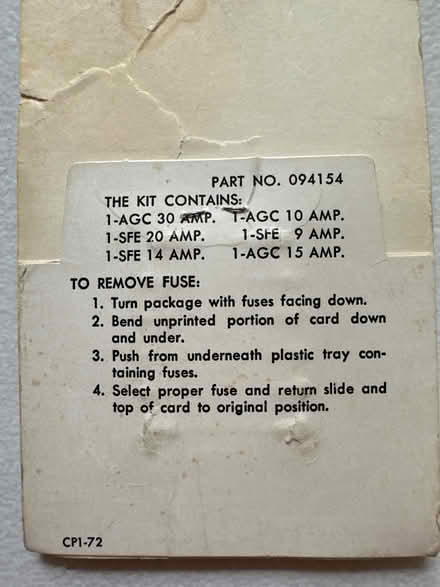 PART NO. 094154
THE KIT CONTAINS:
1-AGC 30 AMP. 1-AGC 10 AMP.
1-SFE 20 AMP. 1-SFE 9 AMP.
1-SFE 14 AMP. 1-AGC 15 AMP.
TO REMOVE FUSE:
1. Turn package with fuses facing down.
2. Bend unprinted portion of card down
and under.
3. Push from underneath plastic tray con-
taining fuses.
4. Select proper fuse and return slide and
top of card to original position.
CP1-72